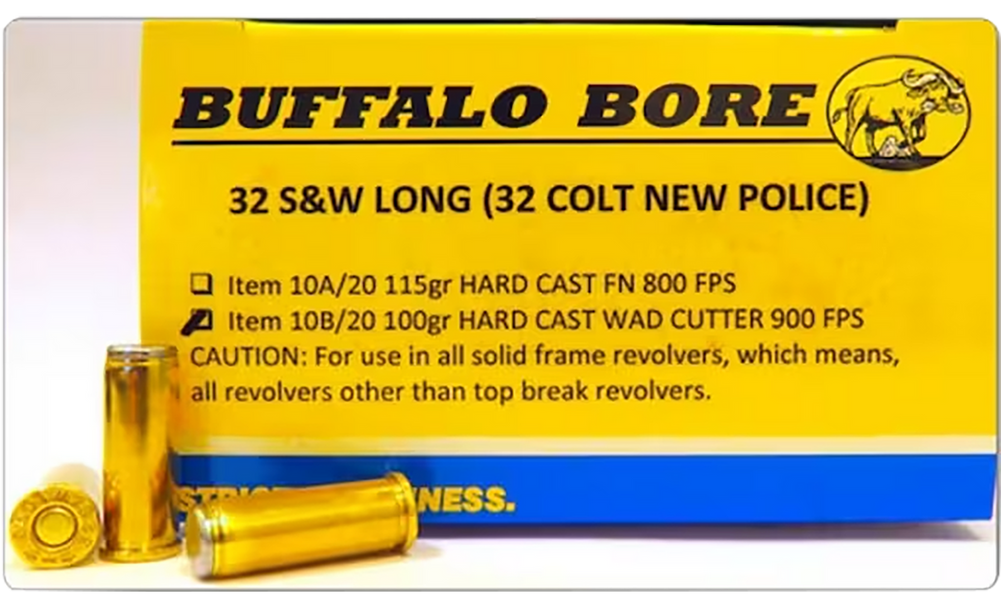 BUFFALO BORE
32 S&W LONG (32 COLT NEW POLICE)
Item 10A/20 115gr HARD CAST FN 800 FPS
Item 10B/20 100gr HARD CAST WAD CUTTER 900 FPS
CAUTION: For use in all solid frame revolvers, which means,
all revolvers other than top break revolvers.